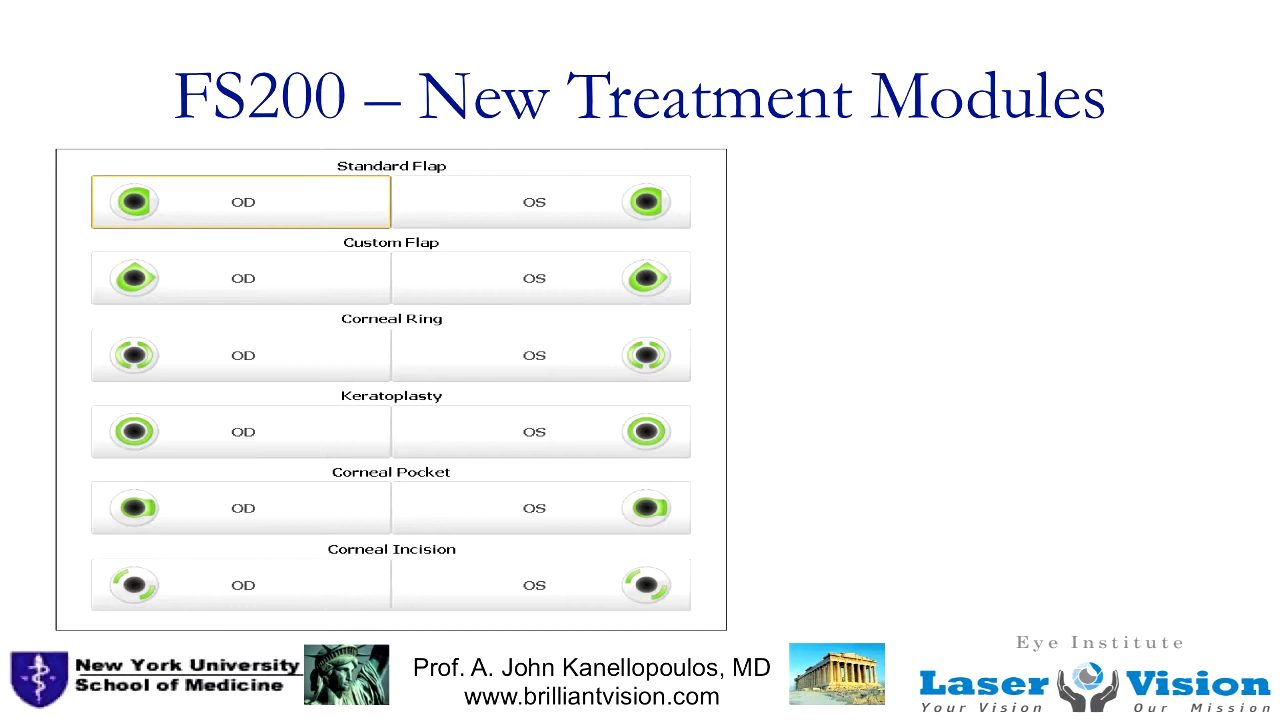 FS200 – New Treatment Modules
Standard Flap
OD OS
Custom Flap
OD OS
Corneal Ring
OD OS
Keratoplasty
OD OS
Corneal Pocket
OD OS
Corneal Incision
OD OS
New York University
School of Medicine
Prof. A. John Kanellopoulos, MD
www.brilliantvision.com
Eye Institute
Laser Vision
Your Vision Our Mission